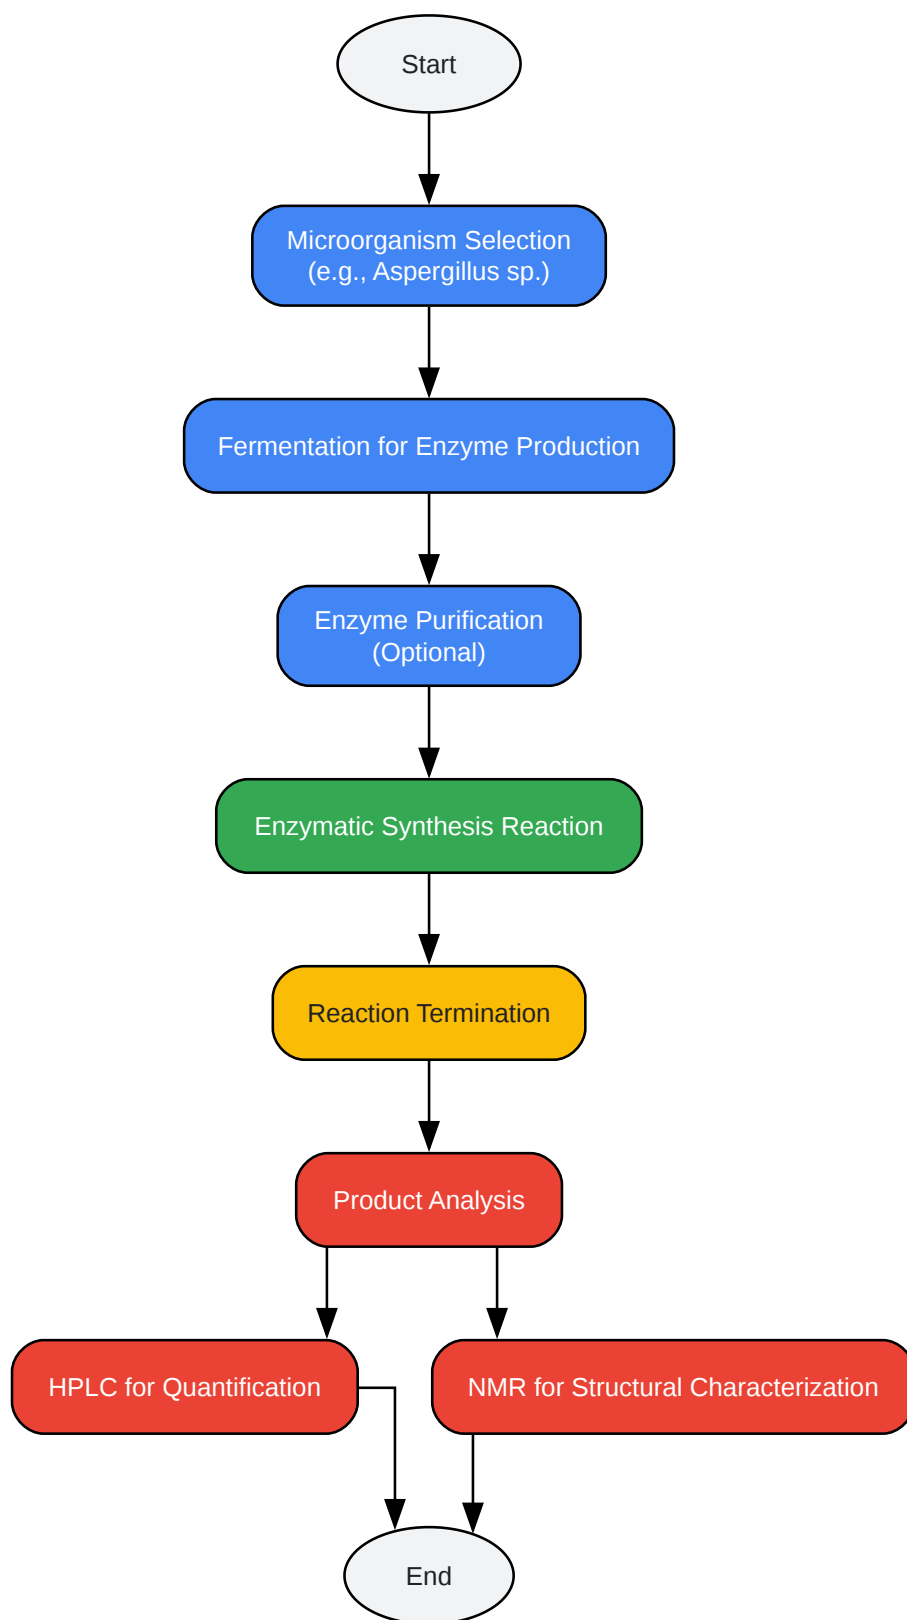 Start
Microorganism Selection
(e.g., Aspergillus sp.)
Fermentation for Enzyme Production
Enzyme Purification
(Optional)
Enzymatic Synthesis Reaction
Reaction Termination
Product Analysis
HPLC for Quantification
NMR for Structural Characterization
End